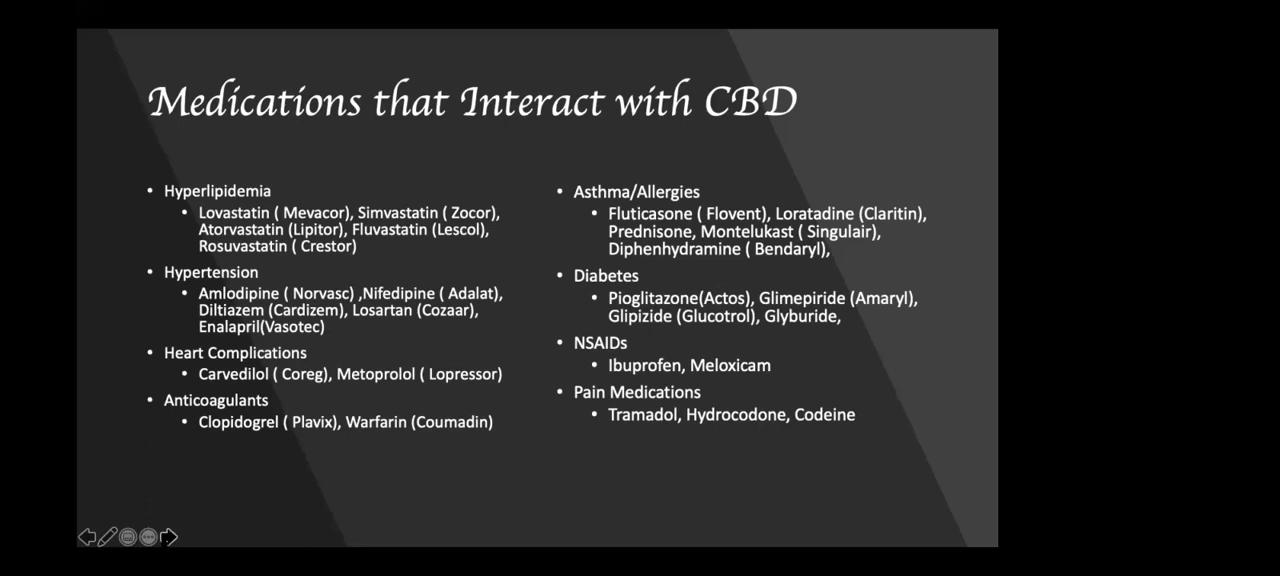 Medications that Interact with CBD
• Hyperlipidemia
• Lovastatin ( Mevacor), Simvastatin ( Zocor),
Atorvastatin (Lipitor), Fluvastatin (Lescol),
Rosuvastatin ( Crestor)
• Hypertension
• Amlodipine ( Norvasc) ,Nifedipine ( Adalat),
Diltiazem (Cardizem), Losartan (Cozaar),
Enalapril(Vasotec)
• Heart Complications
• Carvedilol ( Coreg), Metoprolol ( Lopressor)
• Anticoagulants
• Clopidogrel ( Plavix), Warfarin (Coumadin)
• Asthma/Allergies
• Fluticasone ( Flovent), Loratadine (Claritin),
Prednisone, Montelukast ( Singulair),
Diphenhydramine ( Bendaryl),
• Diabetes
• Pioglitazone(Actos), Glimepiride (Amaryl),
Glipizide (Glucotrol), Glyburide,
• NSAIDs
• Ibuprofen, Meloxicam
• Pain Medications
• Tramadol, Hydrocodone, Codeine